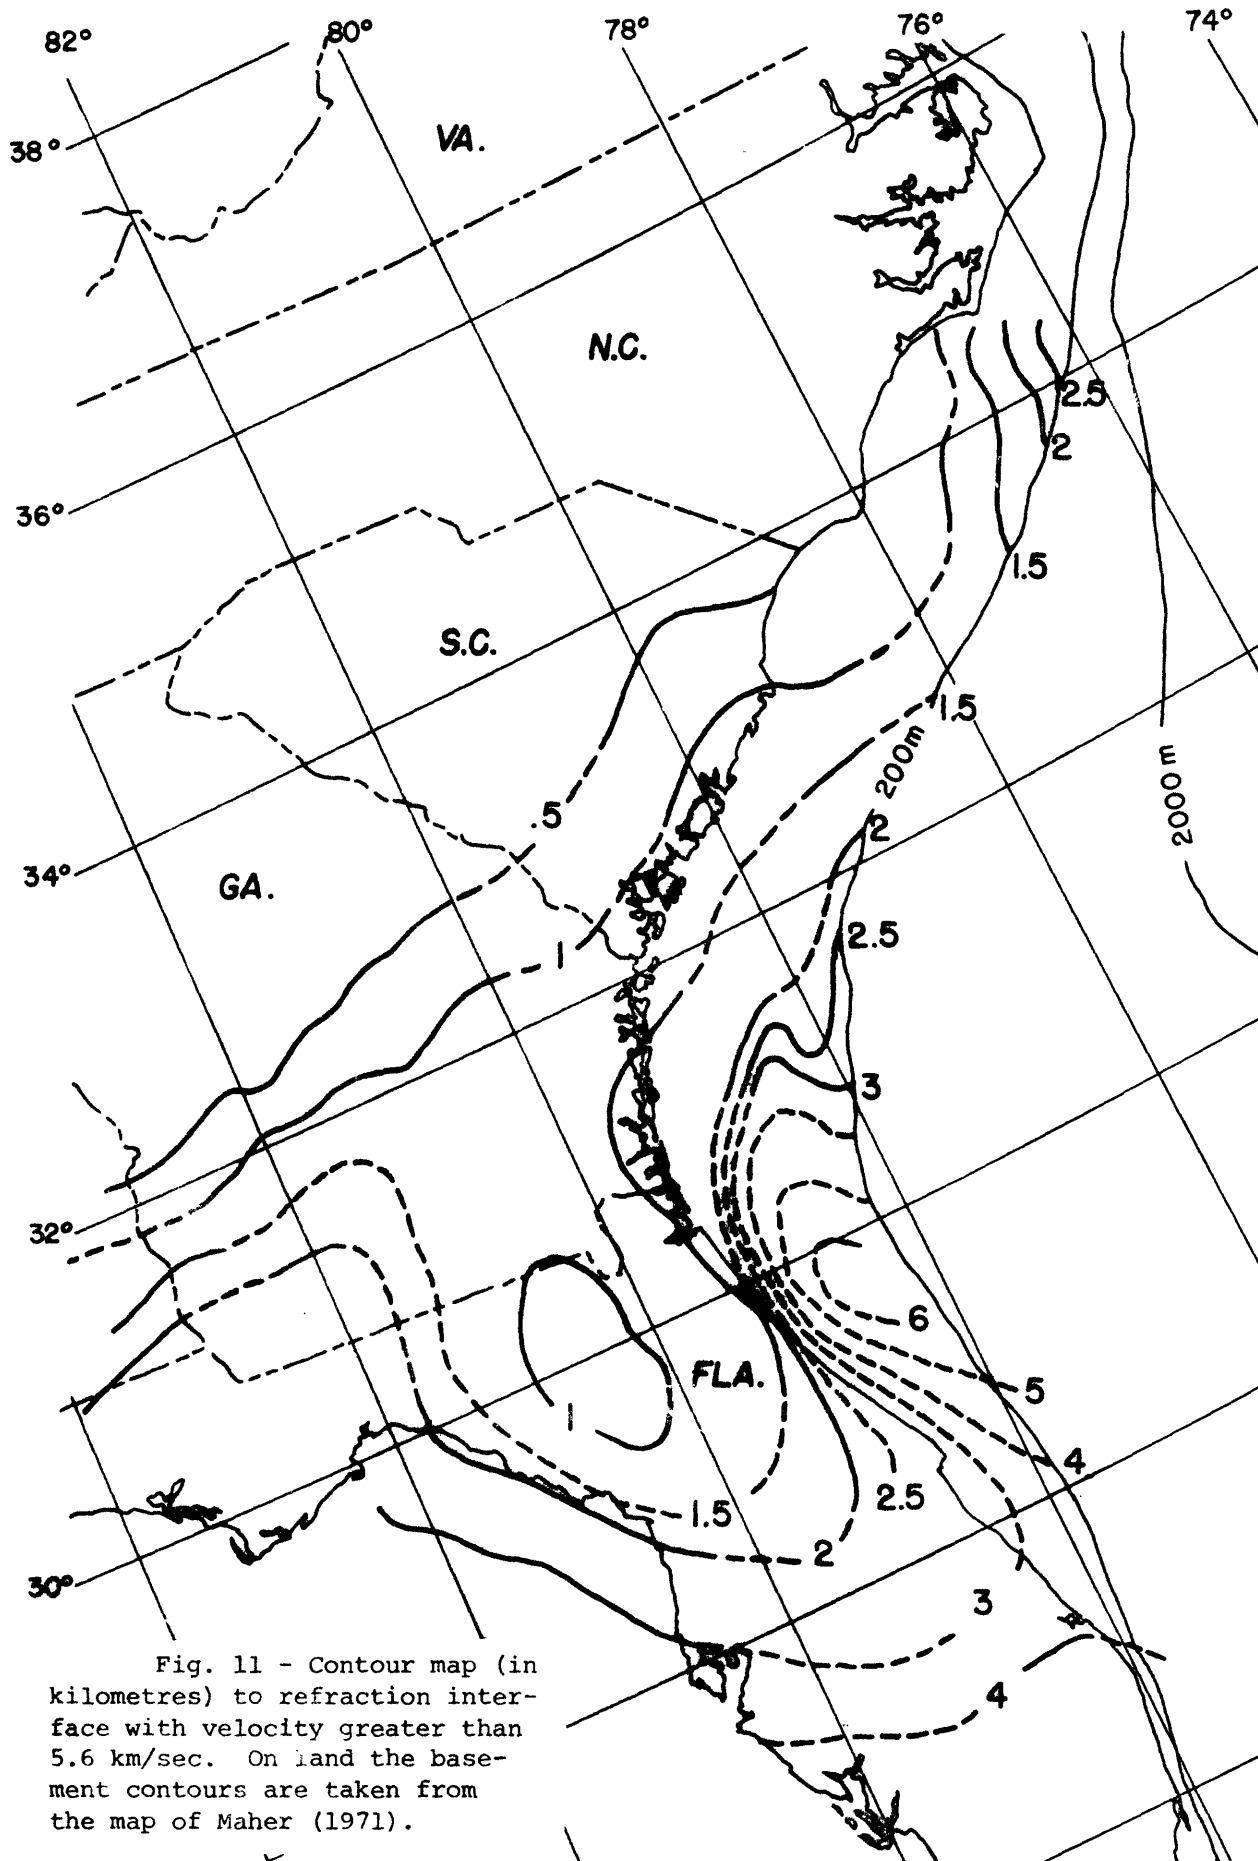 82°
80°
78°
76°
74°
38°
VA.
N.C.
2.5
2
36°
1.5
S.C.
1.5
200m
2000 m
.5
2
34°
GA.
2.5
1
3
32°
6
FLA.
5
1
4
2.5
1.5
2
30°
3
4
Fig. 11 - Contour map (in
kilometres) to refraction inter-
face with velocity greater than
5.6 km/sec. On land the base-
ment contours are taken from
the map of Maher (1971).